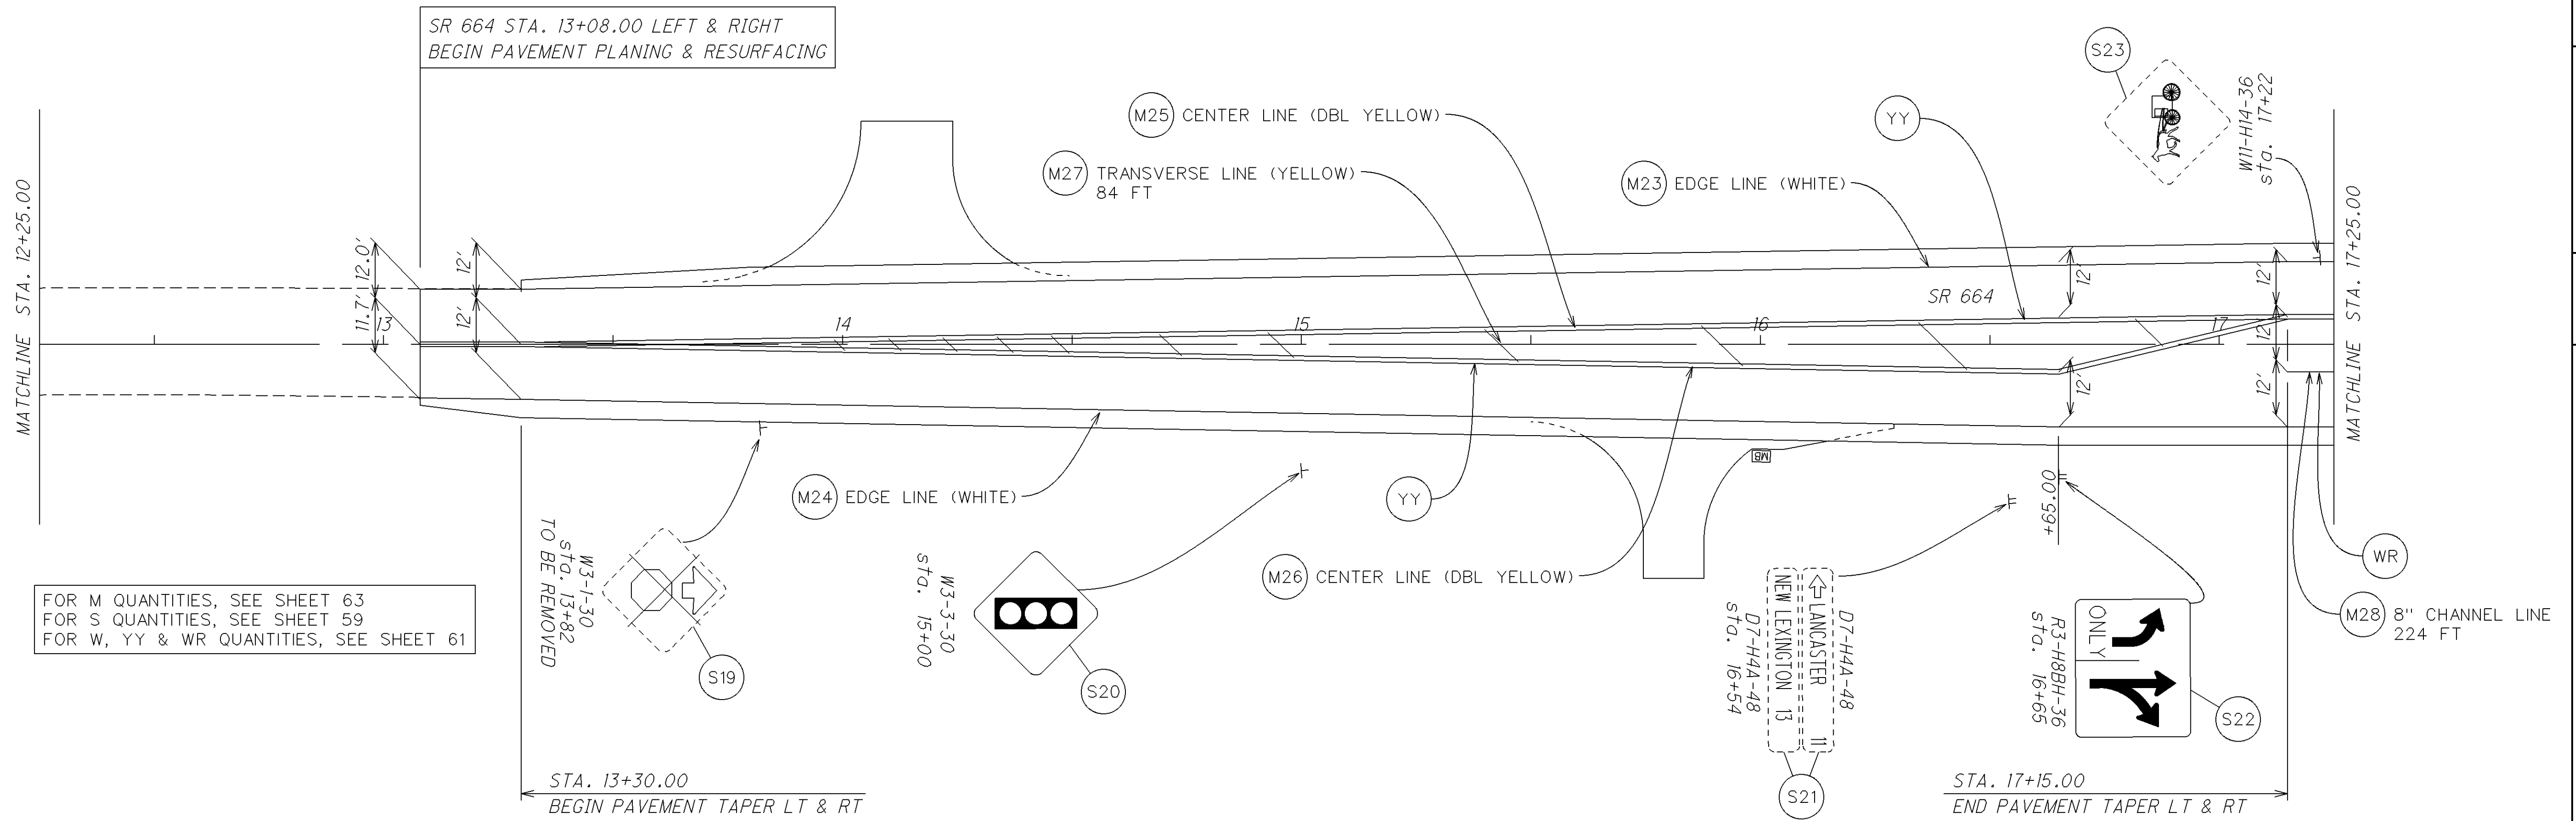 SR 664 STA. 13+08.00 LEFT & RIGHT
BEGIN PAVEMENT PLANING & RESURFACING
S23
W11-H14-36
sta. 17+22
M25 CENTER LINE (DBL YELLOW)
YY
M27 TRANSVERSE LINE (YELLOW)
84 FT
M23 EDGE LINE (WHITE)
MATCHLINE STA. 12+25.00
MATCHLINE STA. 17+25.00
12.0'
11.7'
12'
12'
12'
12'
12'
12'
12'
SR 664
13
14
15
16
17
MB
M24 EDGE LINE (WHITE)
YY
+65.00
WR
M26 CENTER LINE (DBL YELLOW)
M28 8" CHANNEL LINE
224 FT
FOR M QUANTITIES, SEE SHEET 63
FOR S QUANTITIES, SEE SHEET 59
FOR W, YY & WR QUANTITIES, SEE SHEET 61
W3-1-30
sta. 13+82
TO BE REMOVED
S19
W3-3-30
sta. 15+00
S20
D7-H4A-48
D7-H4A-48
sta. 16+54
LANCASTER 11
NEW LEXINGTON 13
S21
ONLY
R3-H8BH-36
sta. 16+65
S22
STA. 13+30.00
BEGIN PAVEMENT TAPER LT & RT
STA. 17+15.00
END PAVEMENT TAPER LT & RT